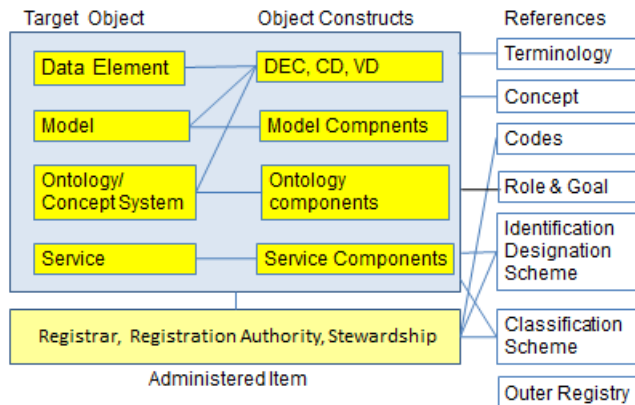 Target Object
Object Constructs
References
Data Element
DEC, CD, VD
Terminology
Concept
Model
Model Compnents
Codes
Ontology/
Concept System
Ontology
components
Role & Goal
Identification
Designation
Scheme
Service
Service Components
Registrar, Registration Authority, Stewardship
Classification
Scheme
Administered Item
Outer Registry